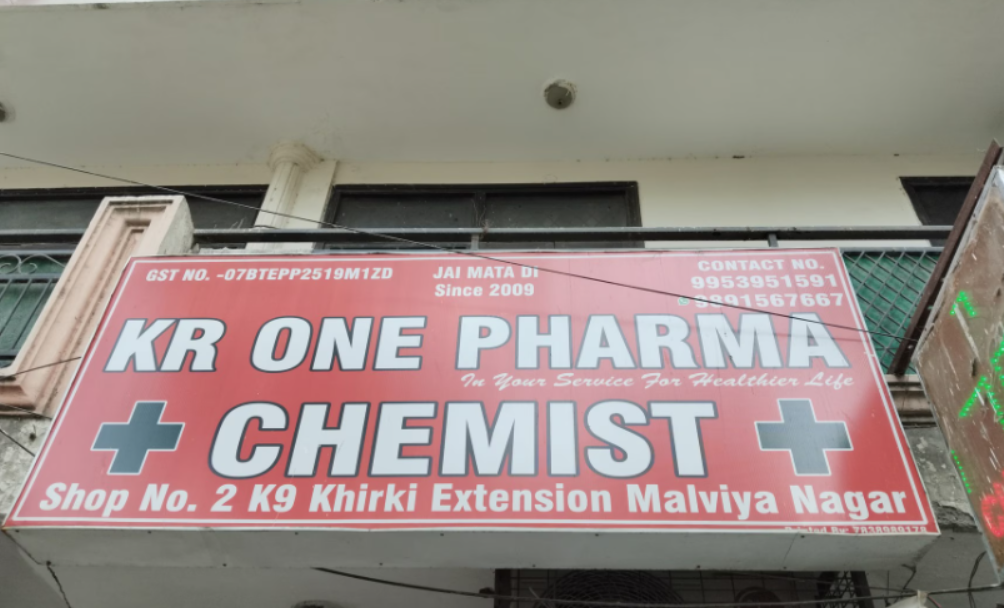 GST NO. -07BTEPP2519M1ZD
JAI MATA DI
Since 2009
CONTACT NO.
9953951591
9891567667
KR ONE PHARMA
In Your Service For Healthier Life
CHEMIST
Shop No. 2 K9 Khirki Extension Malviya Nagar